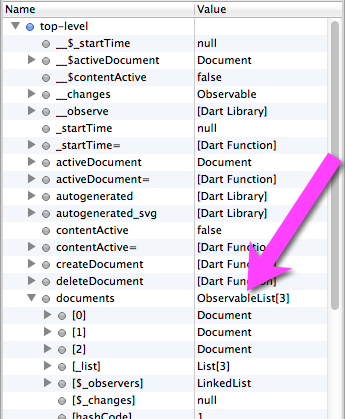 Name Value
top-level
__$_startTime null
__$activeDocument Document
__$contentActive false
__changes Observable
__observe [Dart Library]
_startTime null
_startTime= [Dart Function]
activeDocument Document
activeDocument= [Dart Function]
autogenerated [Dart Library]
autogenerated_svg [Dart Library]
contentActive false
contentActive= [Dart Function]
createDocument [Dart Function]
deleteDocument [Dart Function]
documents ObservableList[3]
[0] Document
[1] Document
[2] Document
[_list] List[3]
[$_observers] LinkedList
[$_changes] null
[hashCode] 1